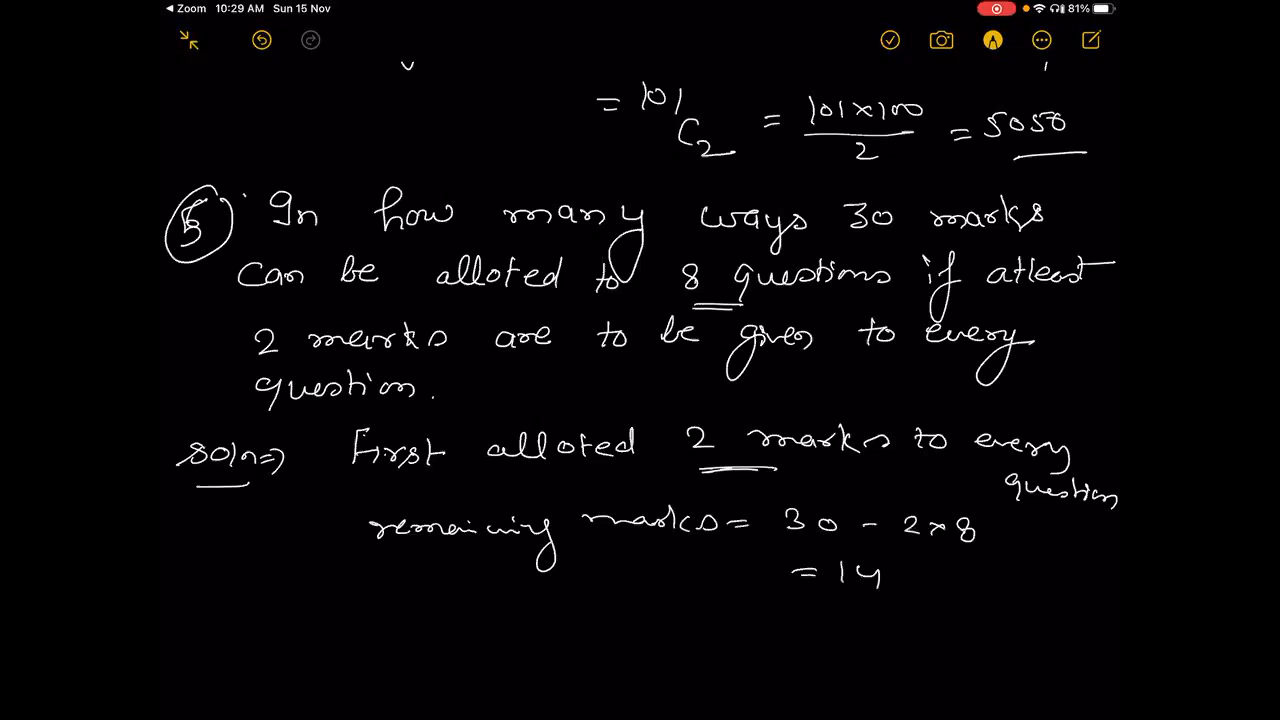 Zoom 10:29 AM Sun 15 Nov 81%
= 101C2 = 101×100/2 = 5050
5 In how many ways 30 marks
can be alloted to 8 questions if atleast
2 marks are to be given to every
question.
soln⇒ First alloted 2 marks to every
question
remaining marks = 30 - 2×8
= 14